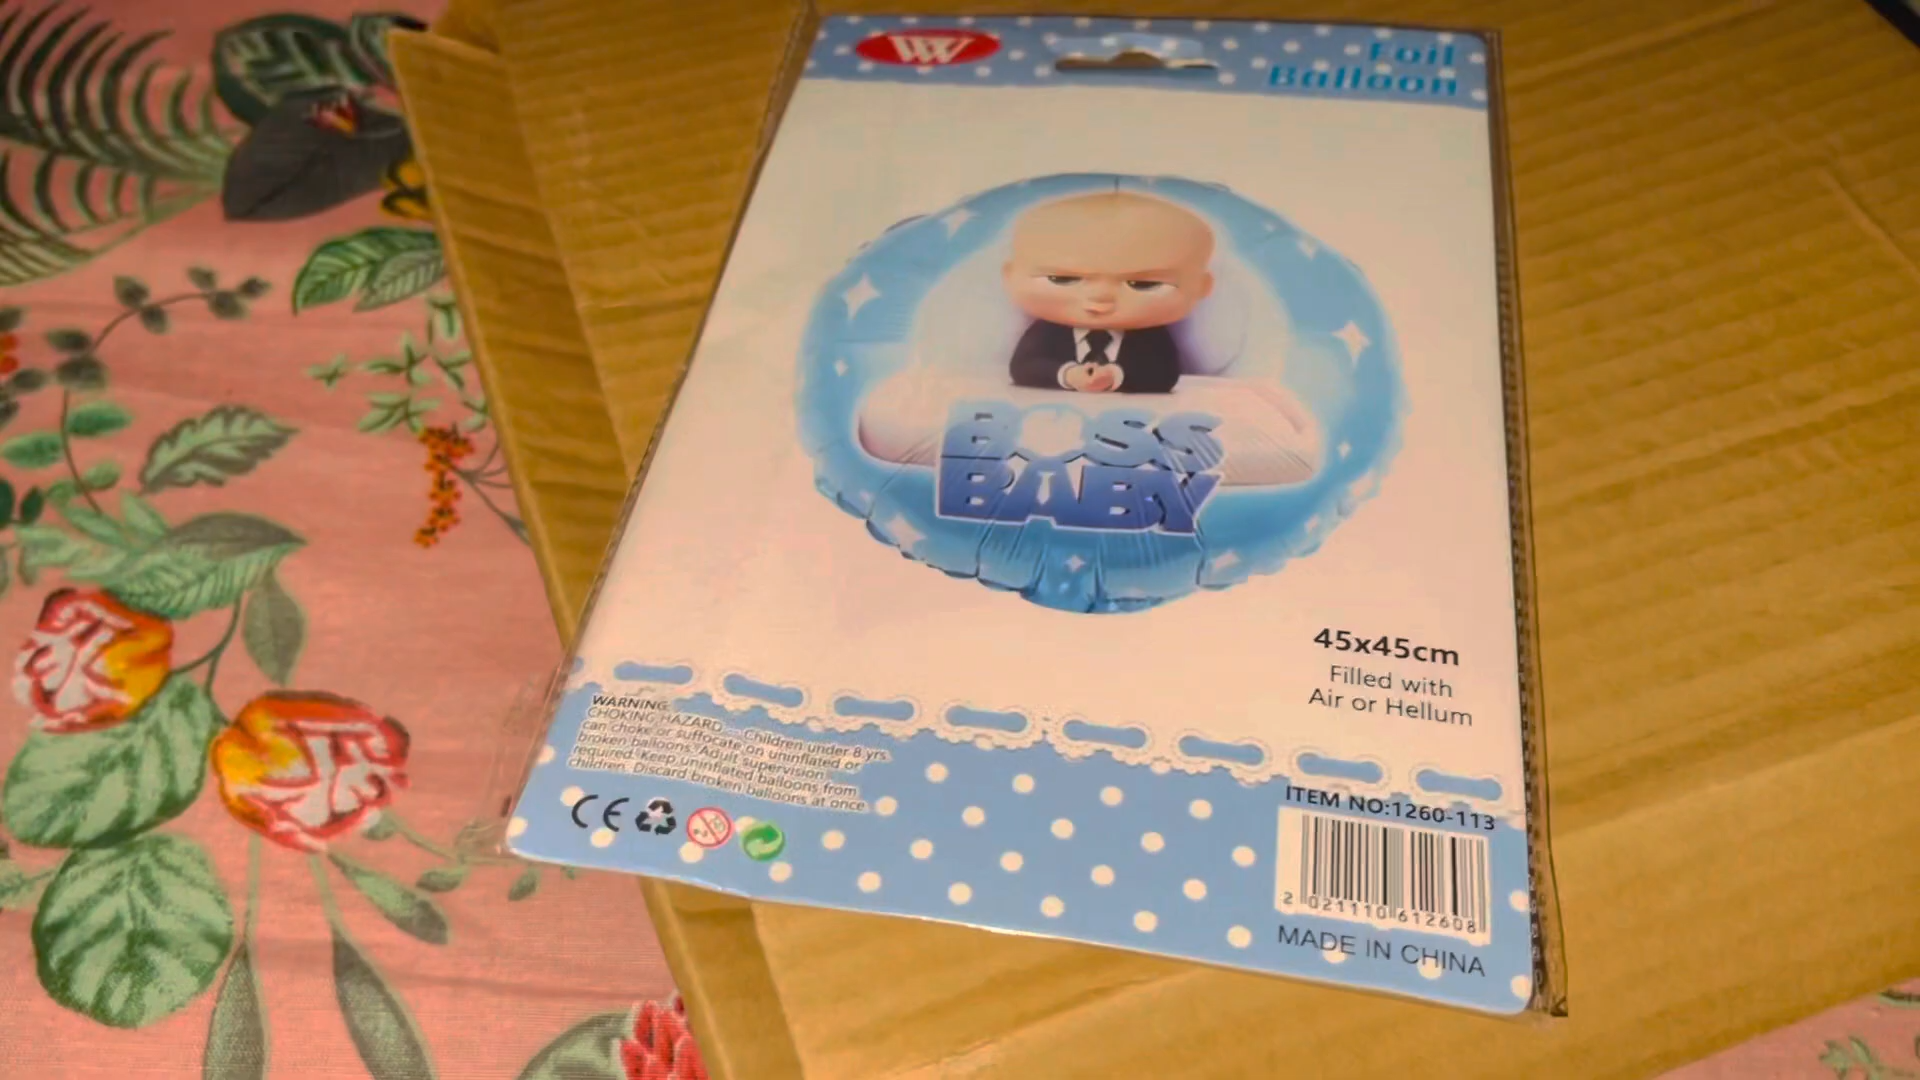 W
Foil
Balloon
BOSS
BABY
45x45cm
Filled with
Air or Hellum
WARNING:
CHOKING HAZARD — Children under 8 yrs
can choke or suffocate on uninflated or
broken balloons. Adult supervision
required. Keep uninflated balloons from
children. Discard broken balloons at once
CE
ITEM NO:1260-113
2 021110 612608
MADE IN CHINA